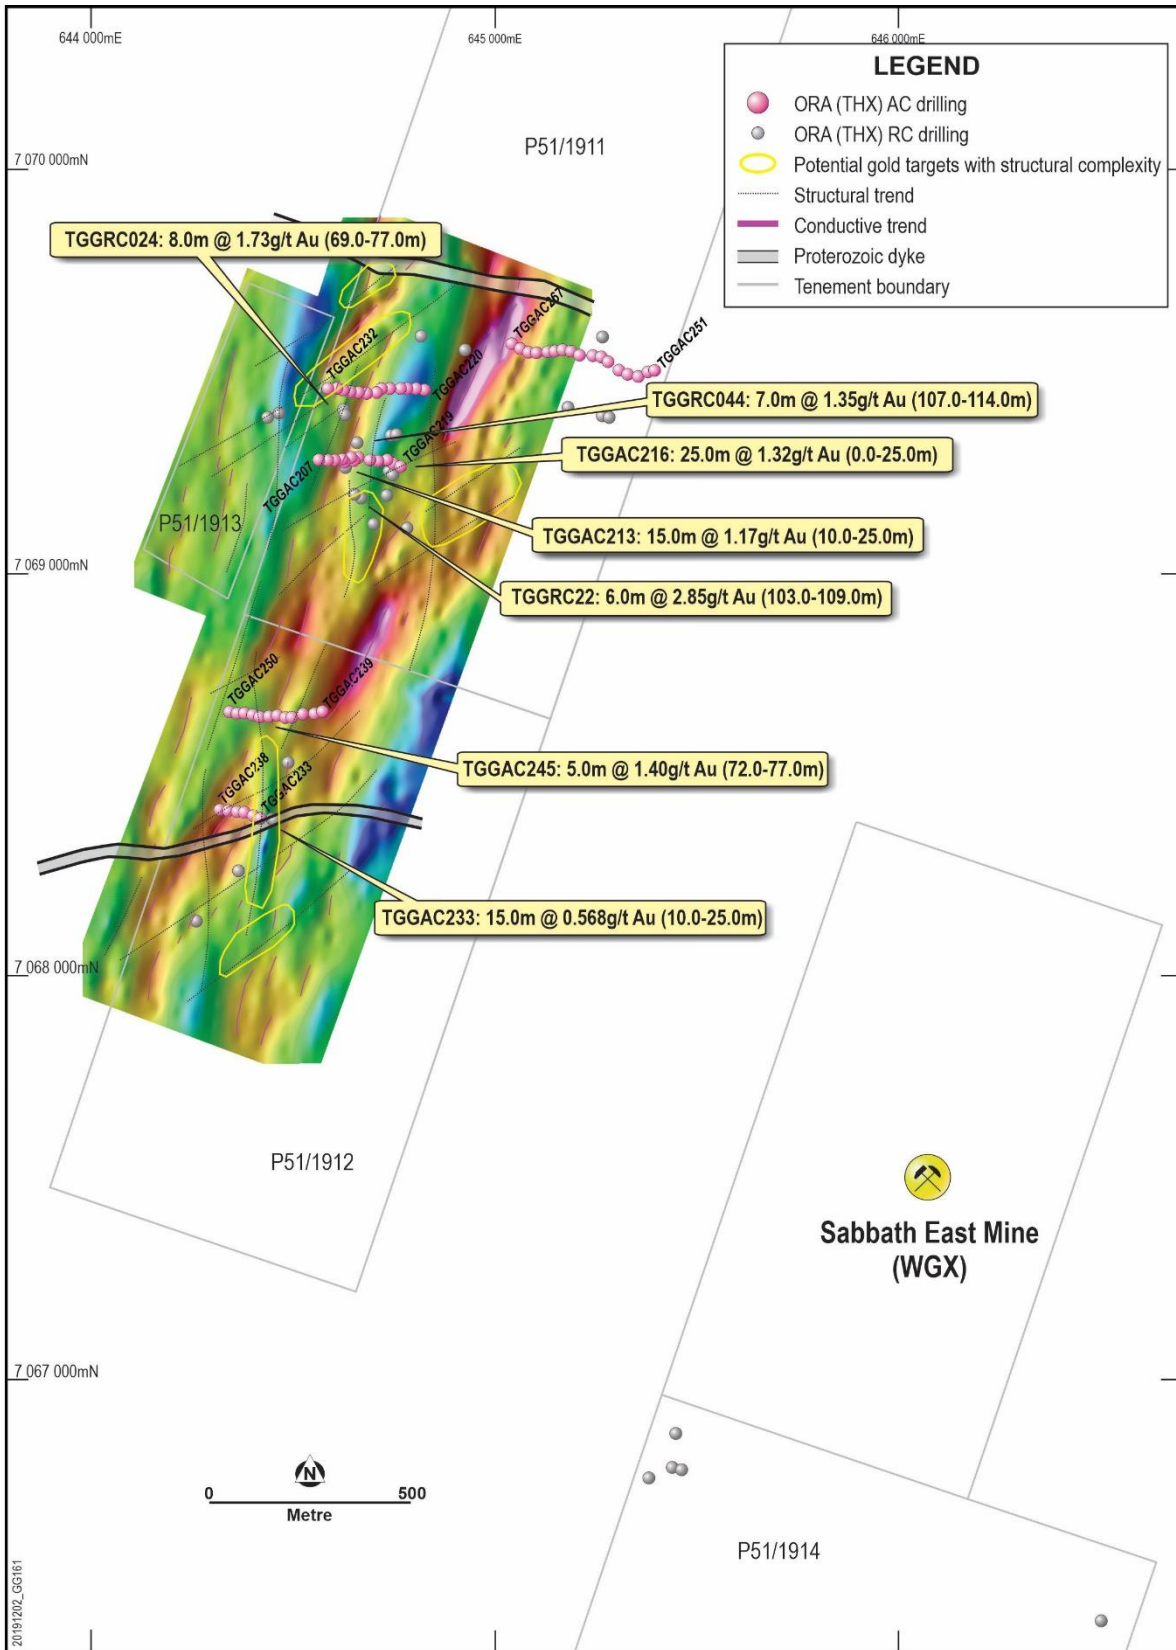 644 000mE
645 000mE
646 000mE
LEGEND
ORA (THX) AC drilling
ORA (THX) RC drilling
Potential gold targets with structural complexity
Structural trend
Conductive trend
Proterozoic dyke
Tenement boundary
P51/1911
7 070 000mN
TGGRC024: 8.0m @ 1.73g/t Au (69.0-77.0m)
TGGAC267
TGGAC251
TGGAC232
TGGAC220
TGGRC044: 7.0m @ 1.35g/t Au (107.0-114.0m)
TGGAC219
TGGAC216: 25.0m @ 1.32g/t Au (0.0-25.0m)
TGGAC207
P51/1913
TGGAC213: 15.0m @ 1.17g/t Au (10.0-25.0m)
7 069 000mN
TGGRC22: 6.0m @ 2.85g/t Au (103.0-109.0m)
TGGAC250
TGGAC239
TGGAC245: 5.0m @ 1.40g/t Au (72.0-77.0m)
TGGAC238
TGGAC233
TGGAC233: 15.0m @ 0.568g/t Au (10.0-25.0m)
7 068 000mN
P51/1912
Sabbath East Mine
(WGX)
7 067 000mN
N
0 500
Metre
P51/1914
20191202_GG161